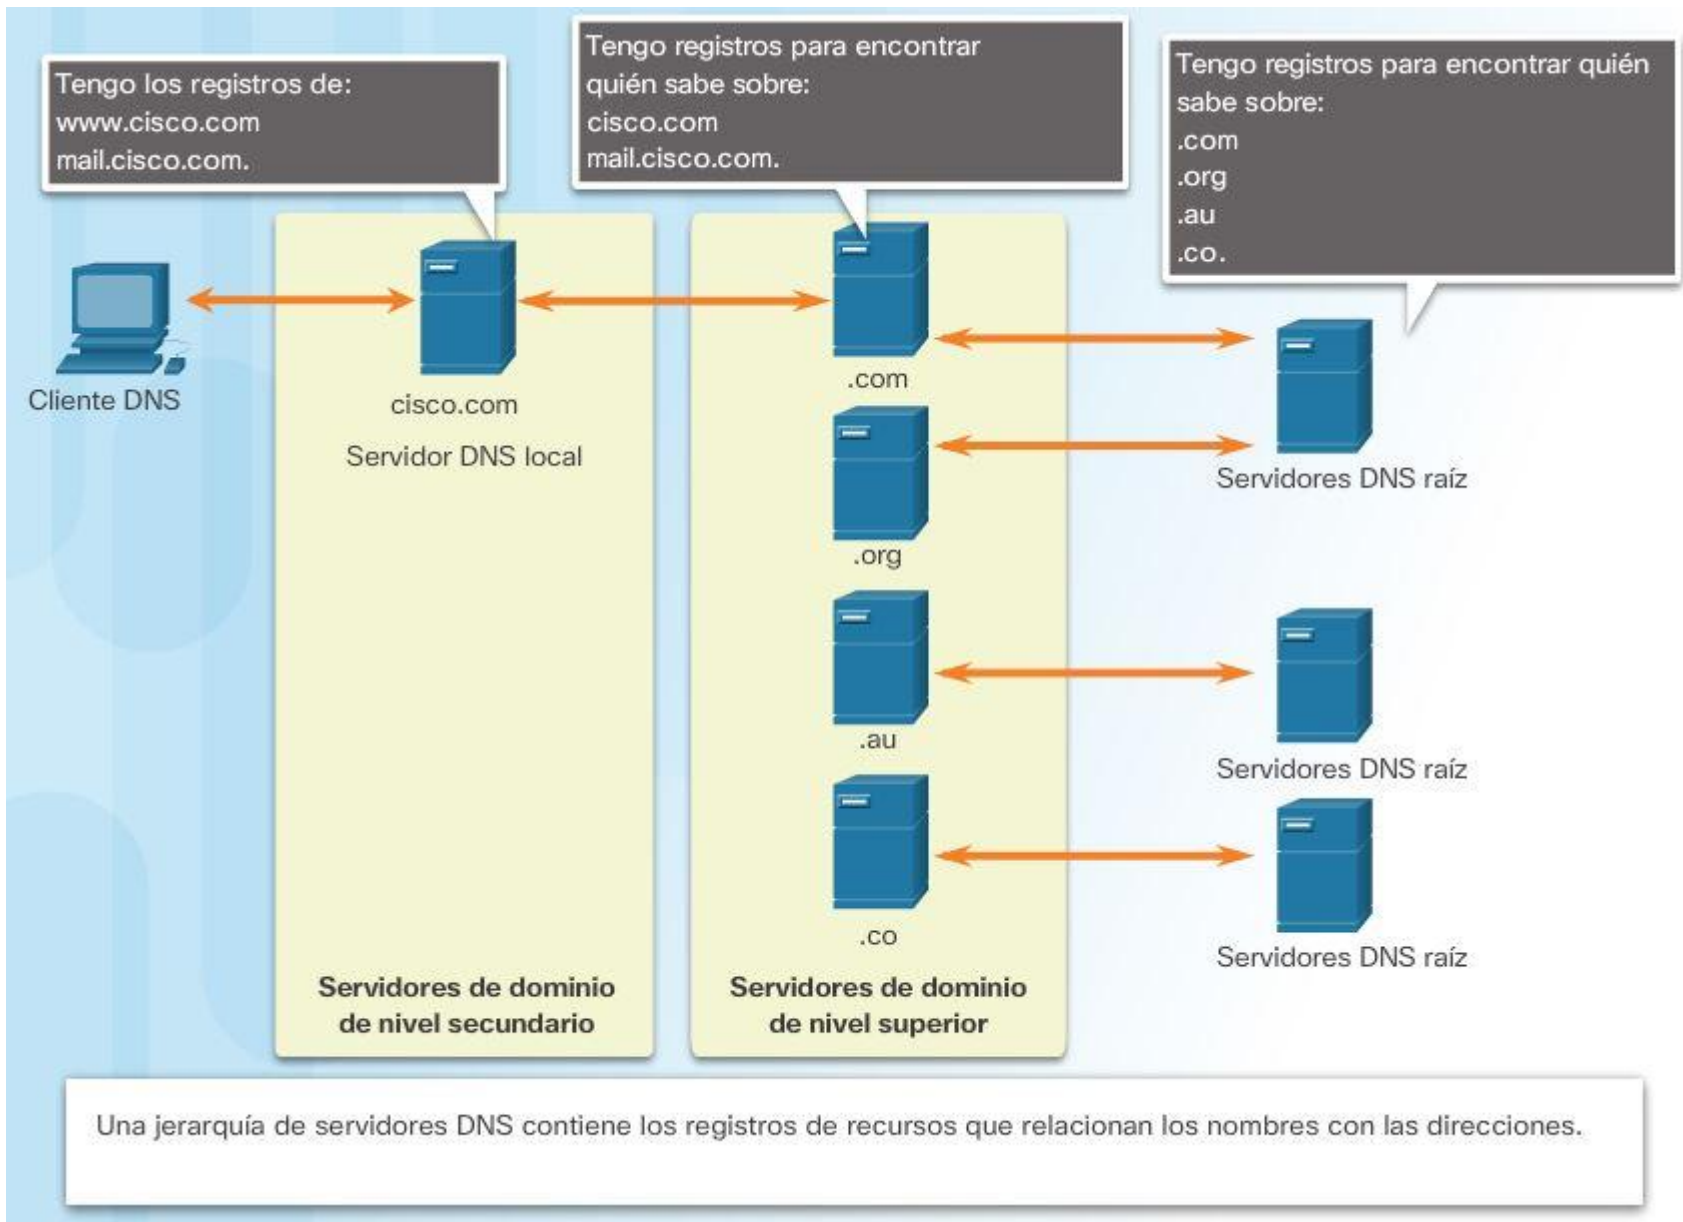 Tengo los registros de:
www.cisco.com
mail.cisco.com.
Tengo registros para encontrar
quién sabe sobre:
cisco.com
mail.cisco.com.
Tengo registros para encontrar quién
sabe sobre:
.com
.org
.au
.co.
Cliente DNS
cisco.com
Servidor DNS local
.com
.org
.au
.co
Servidores DNS raíz
Servidores DNS raíz
Servidores DNS raíz
Servidores de dominio
de nivel secundario
Servidores de dominio
de nivel superior
Una jerarquía de servidores DNS contiene los registros de recursos que relacionan los nombres con las direcciones.